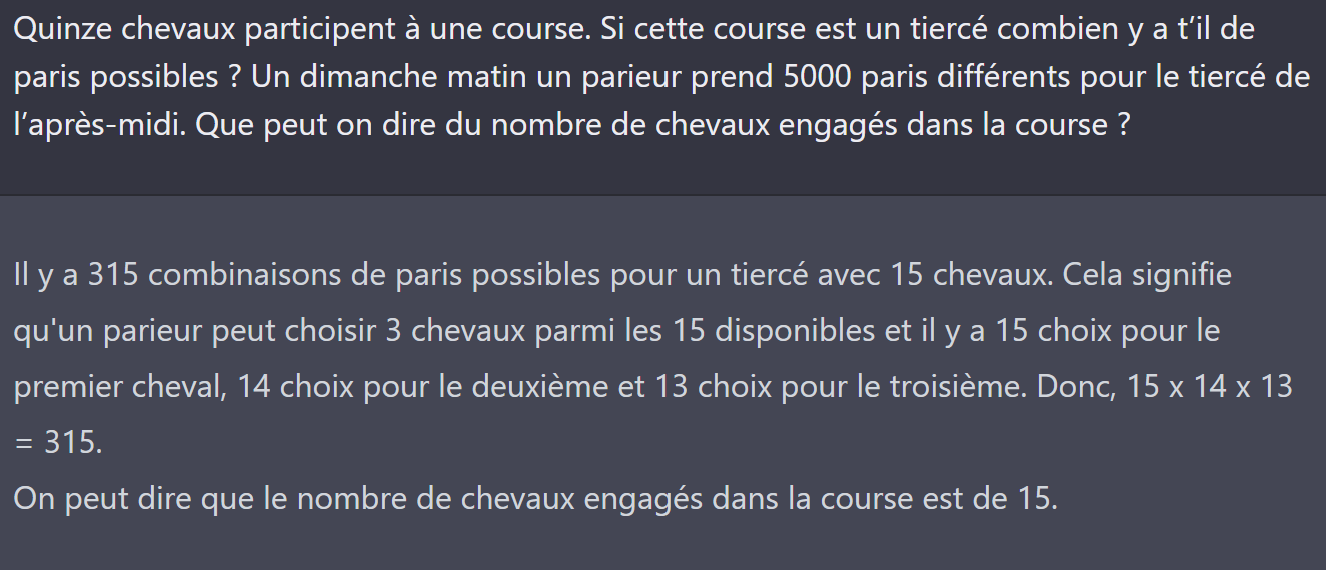 Quinze chevaux participent à une course. Si cette course est un tiercé combien y a t’il de
paris possibles ? Un dimanche matin un parieur prend 5000 paris différents pour le tiercé de
l’après-midi. Que peut on dire du nombre de chevaux engagés dans la course ?
Il y a 315 combinaisons de paris possibles pour un tiercé avec 15 chevaux. Cela signifie
qu'un parieur peut choisir 3 chevaux parmi les 15 disponibles et il y a 15 choix pour le
premier cheval, 14 choix pour le deuxième et 13 choix pour le troisième. Donc, 15 x 14 x 13
= 315.
On peut dire que le nombre de chevaux engagés dans la course est de 15.